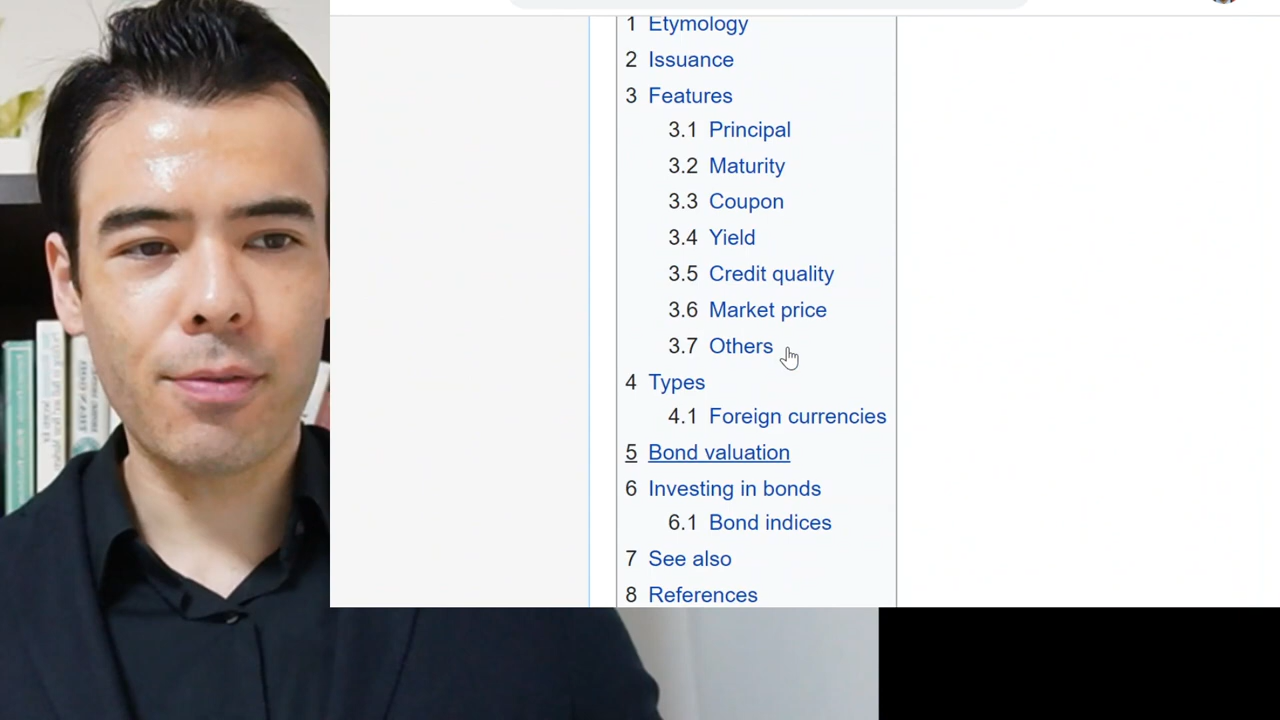 1 Etymology
2 Issuance
3 Features
3.1 Principal
3.2 Maturity
3.3 Coupon
3.4 Yield
3.5 Credit quality
3.6 Market price
3.7 Others
4 Types
4.1 Foreign currencies
5 Bond valuation
6 Investing in bonds
6.1 Bond indices
7 See also
8 References